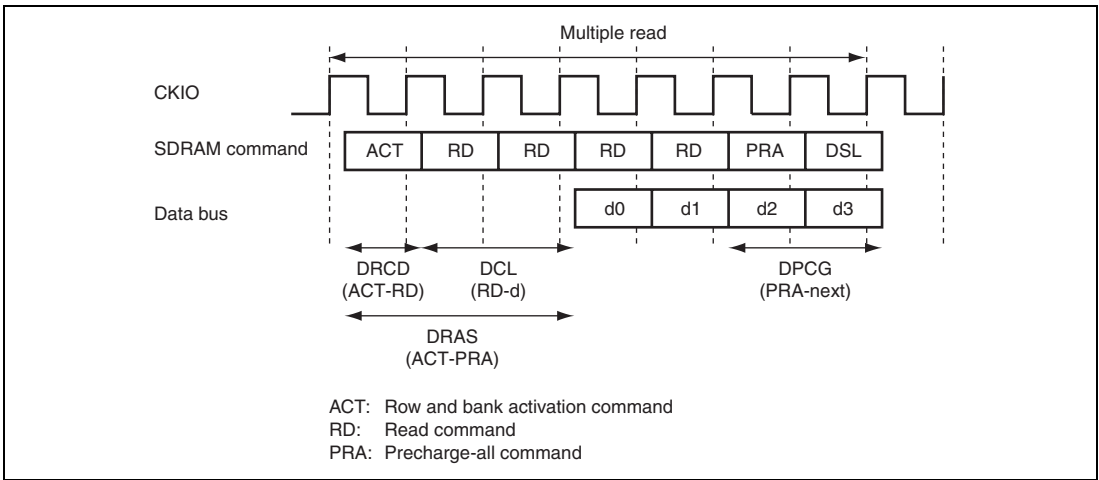 Multiple read
CKIO
SDRAM command ACT RD RD RD RD PRA DSL
Data bus d0 d1 d2 d3
DRCD DCL DPCG
(ACT-RD) (RD-d) (PRA-next)
DRAS
(ACT-PRA)
ACT: Row and bank activation command
RD: Read command
PRA: Precharge-all command